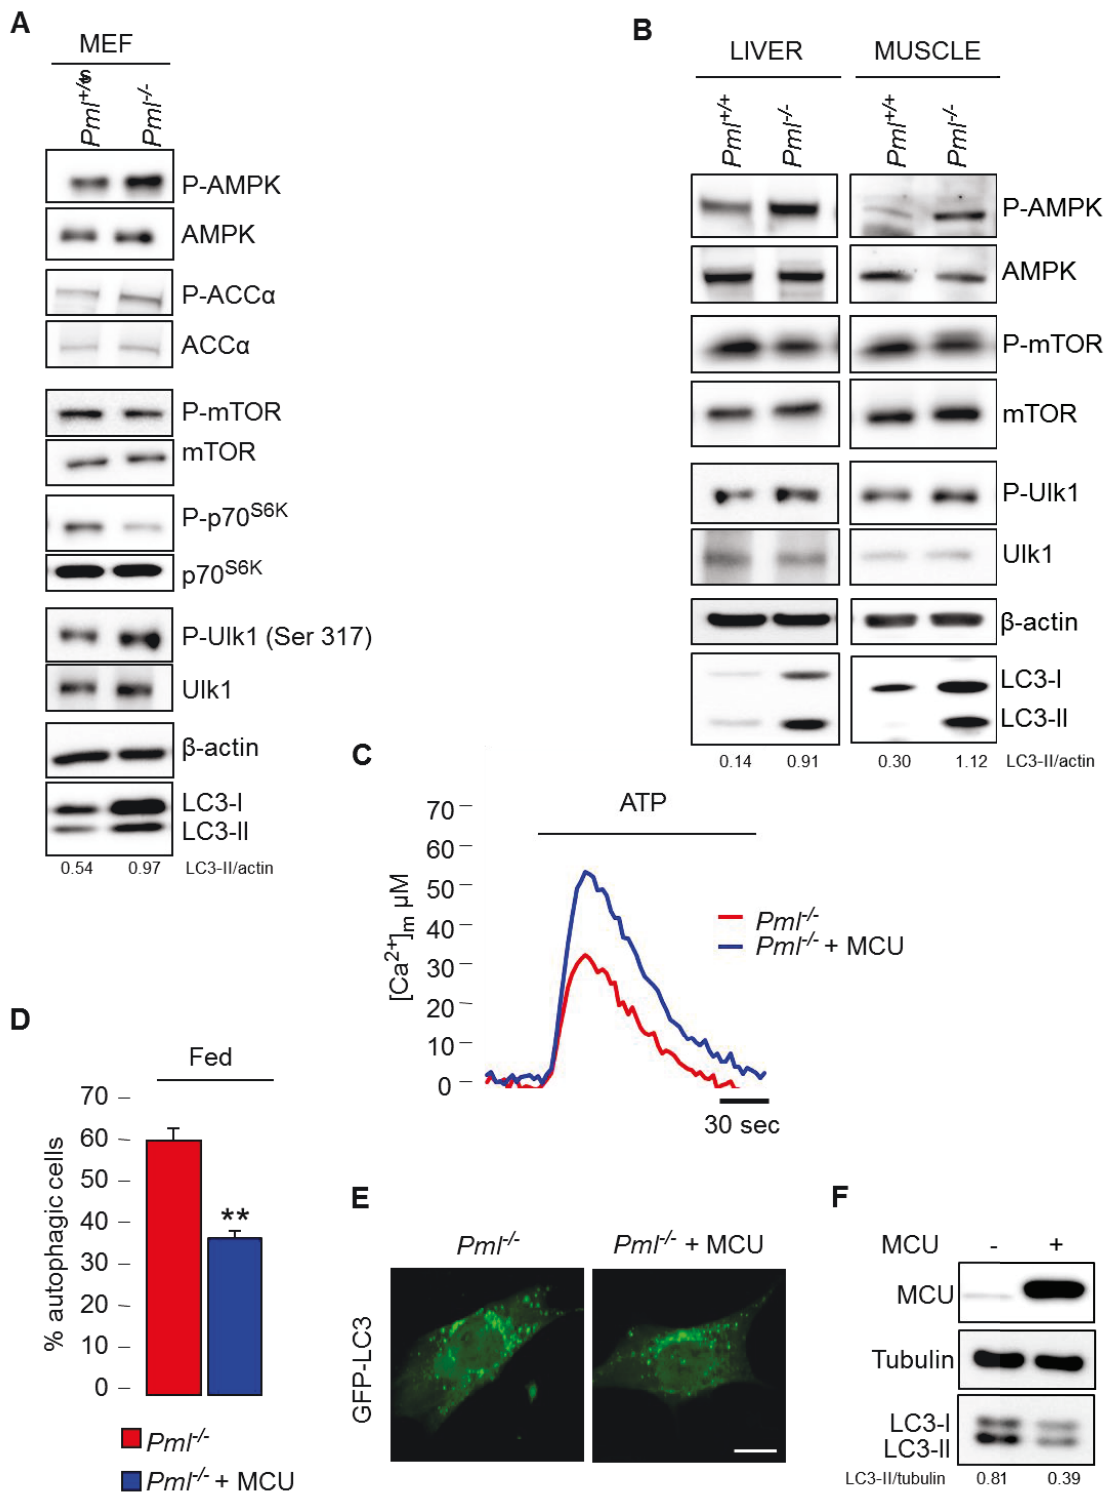 A
MEF
Pml+/s
Pml-/-
P-AMPK
AMPK
P-ACCα
ACCα
P-mTOR
mTOR
P-p70S6K
p70S6K
P-Ulk1 (Ser 317)
Ulk1
β-actin
LC3-I
LC3-II
0.54 0.97 LC3-II/actin
B
LIVER MUSCLE
Pml+/+ Pml-/- Pml+/+ Pml-/-
P-AMPK
AMPK
P-mTOR
mTOR
P-Ulk1
Ulk1
β-actin
LC3-I
LC3-II
0.14 0.91 0.30 1.12 LC3-II/actin
C
ATP
[Ca2+]m µM
70
60
50
40
30
20
10
0
Pml-/-
Pml-/- + MCU
30 sec
D
Fed
% autophagic cells
70
60
50
40
30
20
10
0
**
Pml-/-
Pml-/- + MCU
E
Pml-/- Pml-/- + MCU
GFP-LC3
F
MCU - +
MCU
Tubulin
LC3-I
LC3-II
LC3-II/tubulin 0.81 0.39